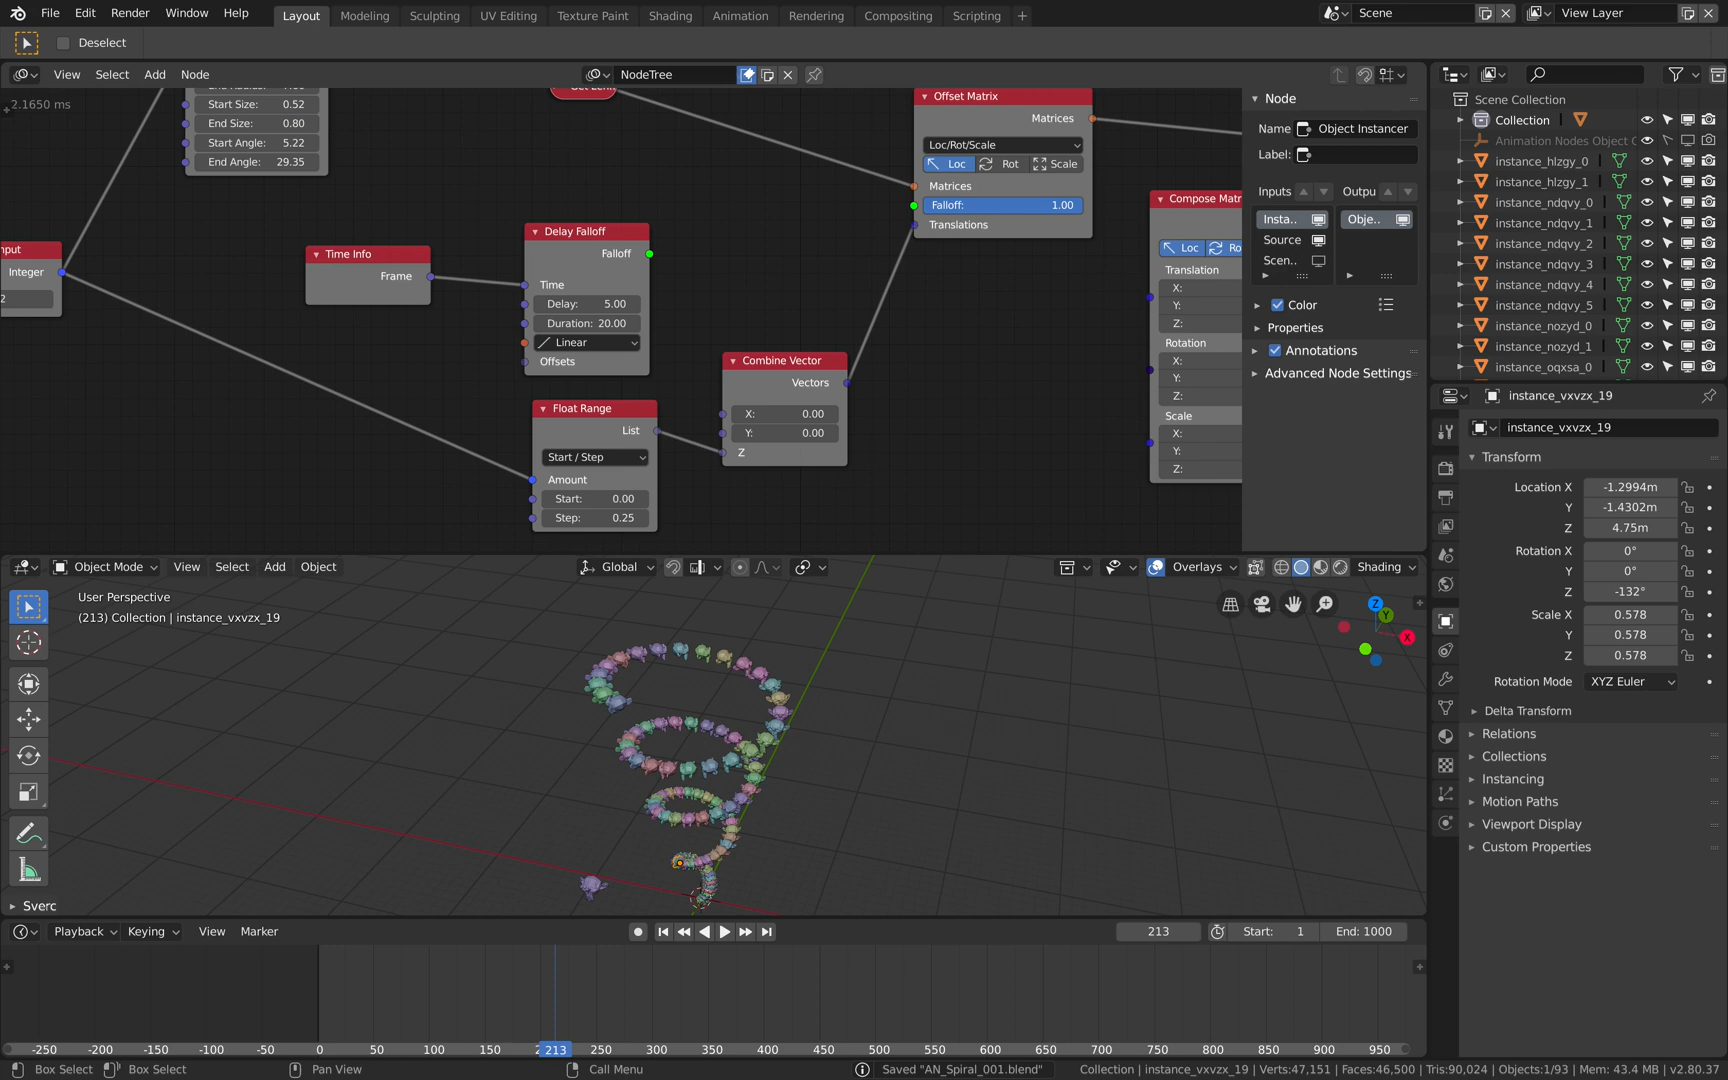 File Edit Render Window Help Layout Modeling Sculpting UV Editing Texture Paint Shading Animation Rendering Compositing Scripting + Scene View Layer
Deselect
View Select Add Node NodeTree
2.1650 ms
Start Size: 0.52
End Size: 0.80
Start Angle: 5.22
End Angle: 29.35
Integer
2
Time Info
Frame
Delay Falloff
Falloff
Time
Delay: 5.00
Duration: 20.00
Linear
Offsets
Float Range
List
Start / Step
Amount
Start: 0.00
Step: 0.25
Combine Vector
Vectors
X: 0.00
Y: 0.00
Z
Offset Matrix
Matrices
Loc/Rot/Scale
Loc Rot Scale
Matrices
Falloff: 1.00
Translations
Compose Matr
Loc Ro
Translation
X:
Y:
Z:
Rotation
X:
Y:
Z:
Scale
X:
Y:
Z:
Node
Name Object Instancer
Label:
Inputs Outpu
Insta.. Obje..
Source
Scen..
Color
Properties
Annotations
Advanced Node Settings
Scene Collection
Collection
Animation Nodes Object C
instance_hlzgy_0
instance_hlzgy_1
instance_ndqvy_0
instance_ndqvy_1
instance_ndqvy_2
instance_ndqvy_3
instance_ndqvy_4
instance_ndqvy_5
instance_nozyd_0
instance_nozyd_1
instance_oqxsa_0
instance_vxvzx_19
instance_vxvzx_19
Transform
Location X -1.2994m
Y -1.4302m
Z 4.75m
Rotation X 0°
Y 0°
Z -132°
Scale X 0.578
Y 0.578
Z 0.578
Rotation Mode XYZ Euler
Delta Transform
Relations
Collections
Instancing
Motion Paths
Viewport Display
Custom Properties
Object Mode View Select Add Object Global Overlays Shading
User Perspective
(213) Collection | instance_vxvzx_19
Z
Y
X
Sverc
Playback Keying View Marker 213 Start: 1 End: 1000
-250 -200 -150 -100 -50 0 50 100 150 213 250 300 350 400 450 500 550 600 650 700 750 800 850 900 950
Box Select Box Select Pan View Call Menu Saved "AN_Spiral_001.blend" Collection | instance_vxvzx_19 | Verts:47,151 | Faces:46,500 | Tris:90,024 | Objects:1/93 | Mem: 43.4 MB | v2.80.37